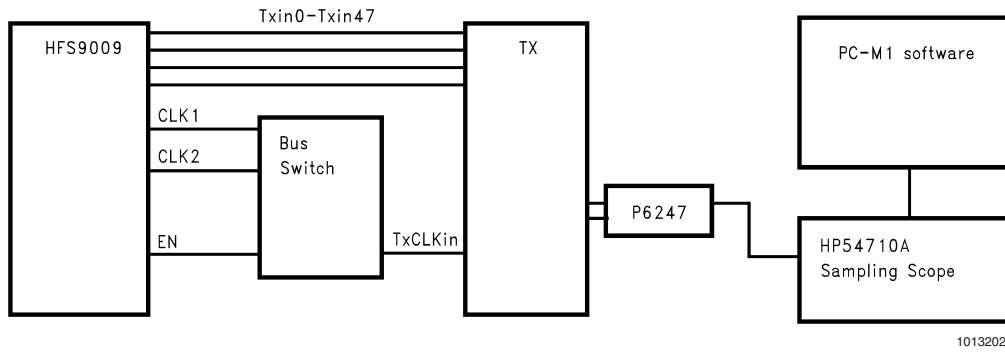 Txin0-Txin47
HFS9009
TX
PC-M1 software
CLK1
CLK2
Bus
Switch
P6247
EN
TxCLKin
HP54710A
Sampling Scope
1013202